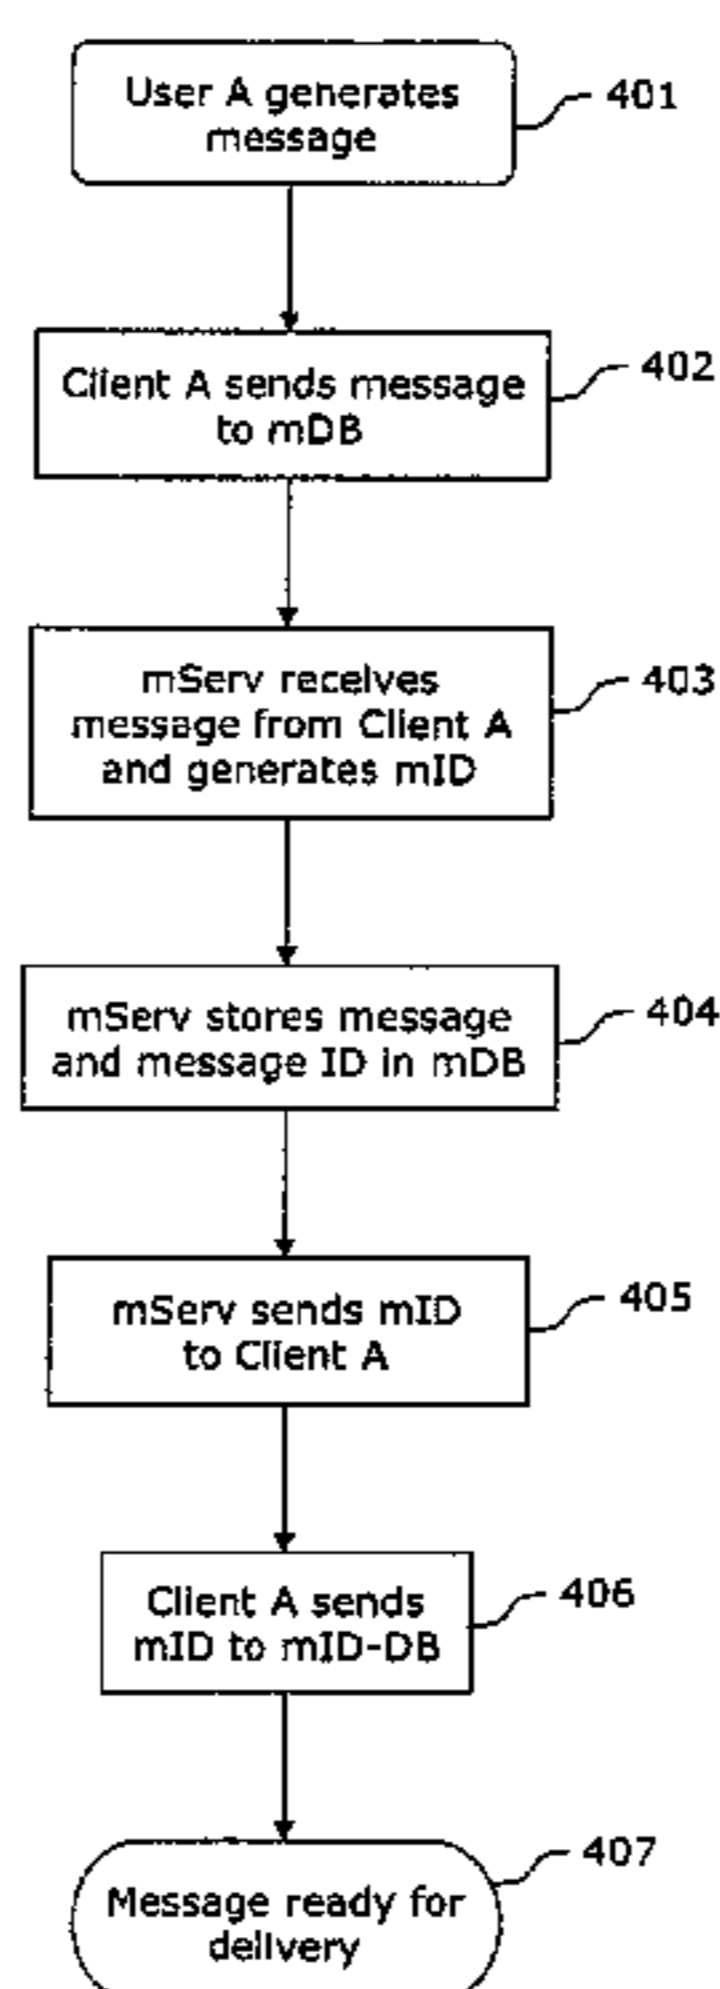 User A generates
message
401
Client A sends message
to mDB
402
mServ receives
message from Client A
and generates mID
403
mServ stores message
and message ID in mDB
404
mServ sends mID
to Client A
405
Client A sends
mID to mID-DB
406
Message ready for
delivery
407